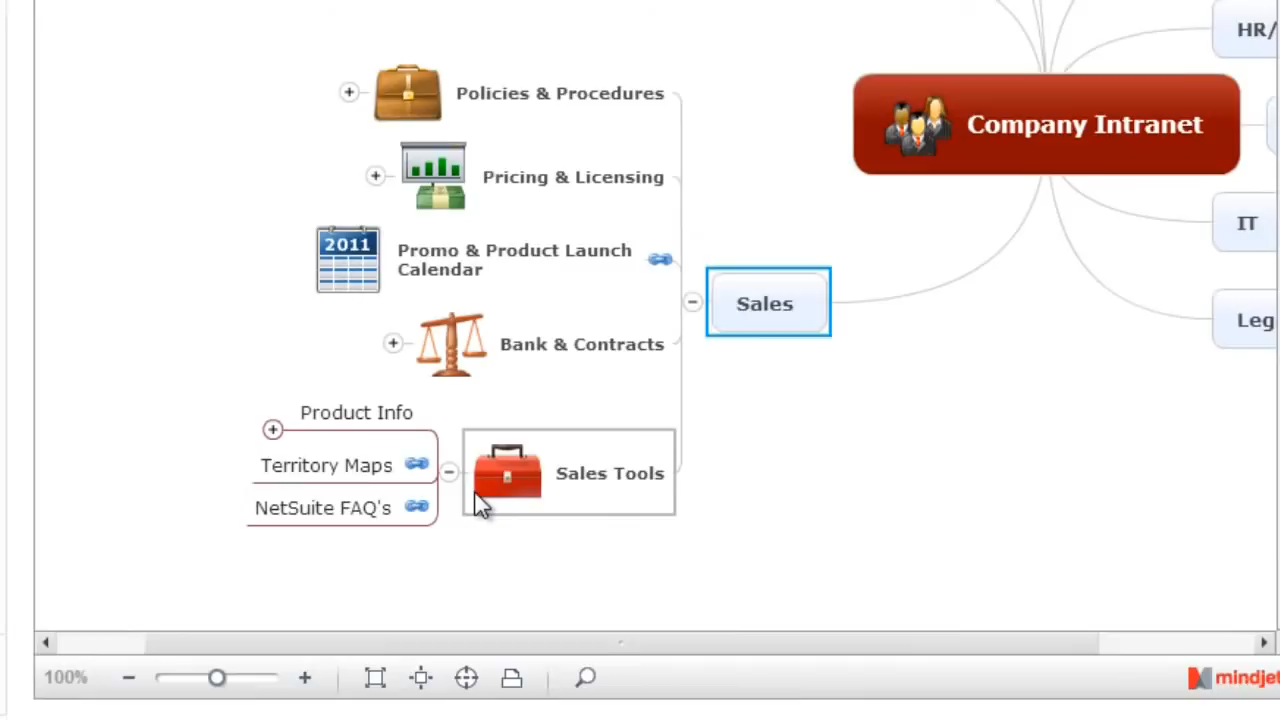 HR/
Policies & Procedures
Company Intranet
Pricing & Licensing
IT
2011
Promo & Product Launch
Calendar
Sales
Leg
Bank & Contracts
Product Info
Territory Maps
Sales Tools
NetSuite FAQ's
100%
mindjet